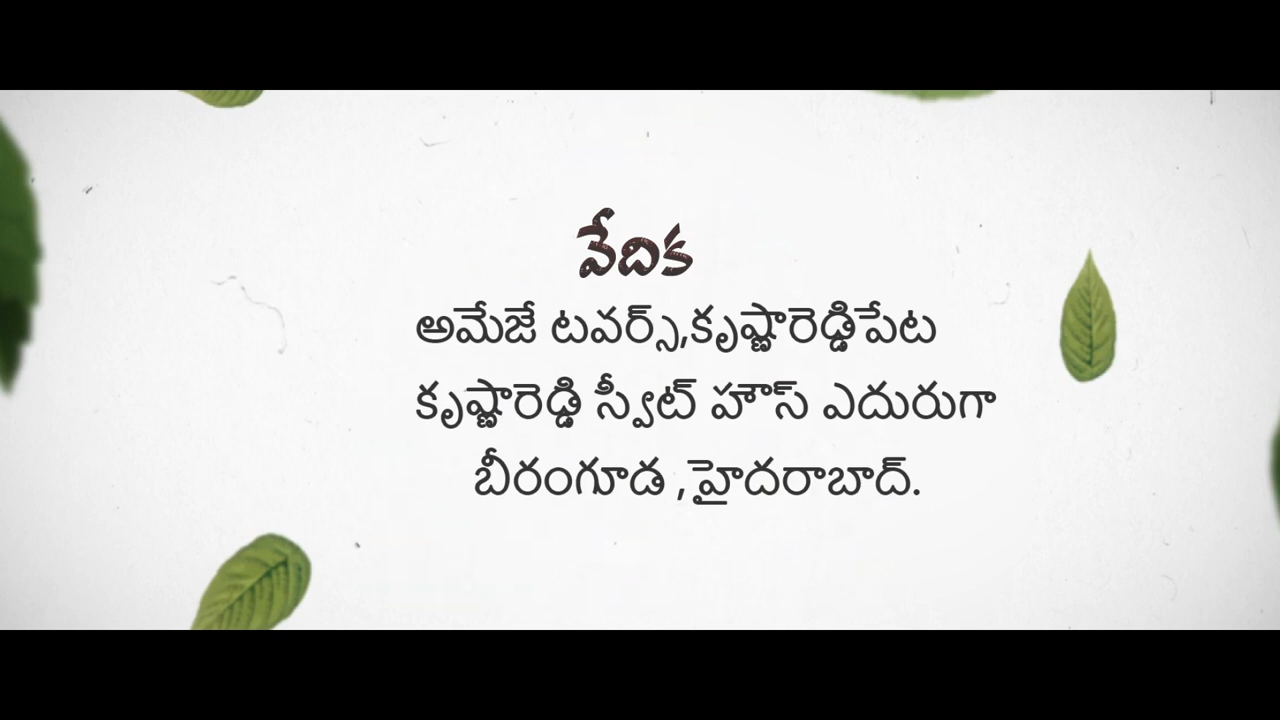 వేదిక
అమేజే టవర్స్,కృష్ణారెడ్డిపేట
కృష్ణారెడ్డి స్వీట్ హౌస్ ఎదురుగా
బీరంగూడ ,హైదరాబాద్.